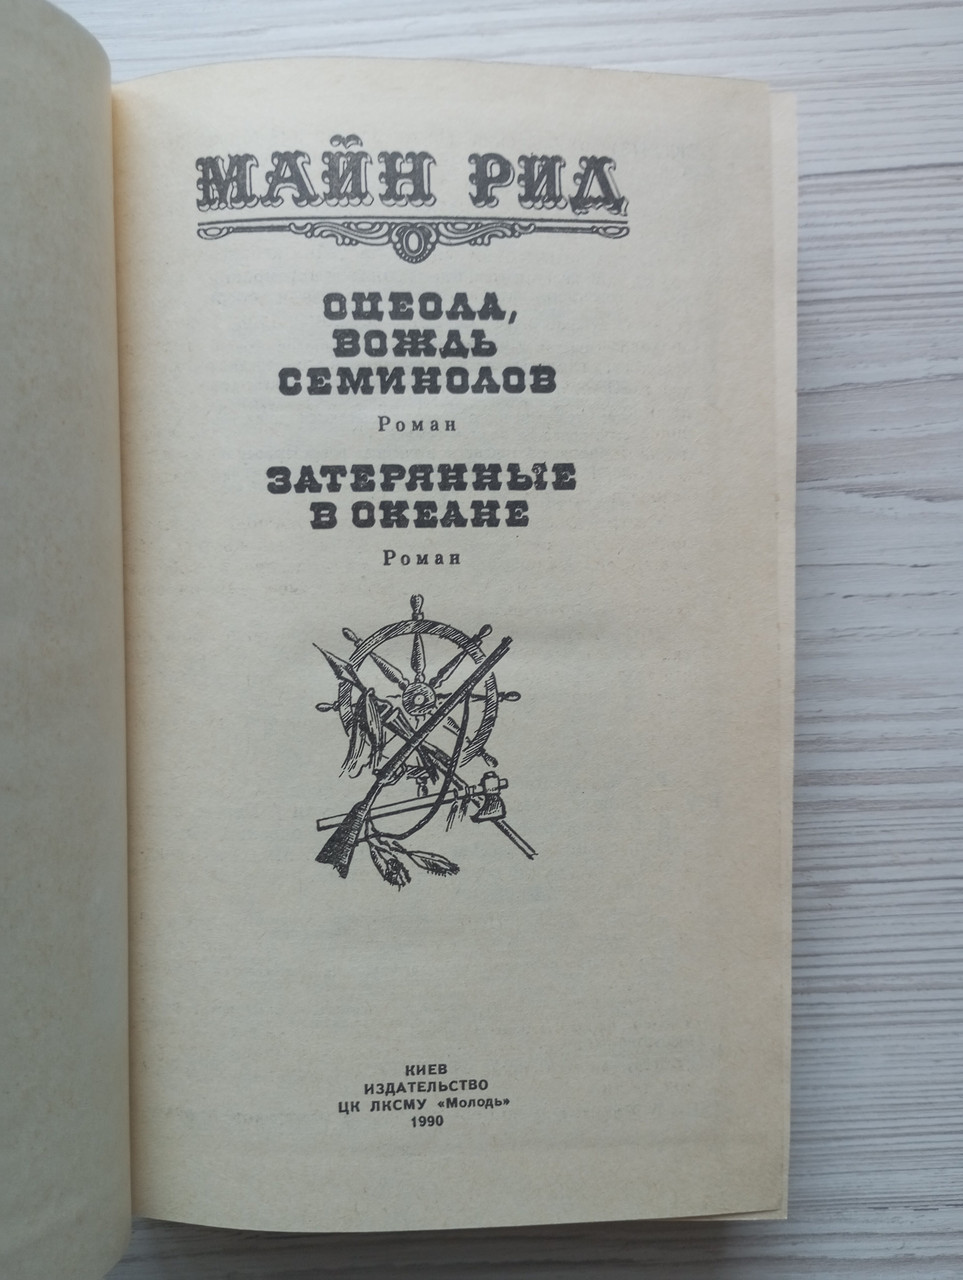 МАЙН РИД
ОЦЕОЛА,
ВОЖДЬ
СЕМИНОЛОВ
Роман
ЗАТЕРЯННЫЕ
В ОКЕАНЕ
Роман
КИЕВ
ИЗДАТЕЛЬСТВО
ЦК ЛКСМУ «Молодь»
1990